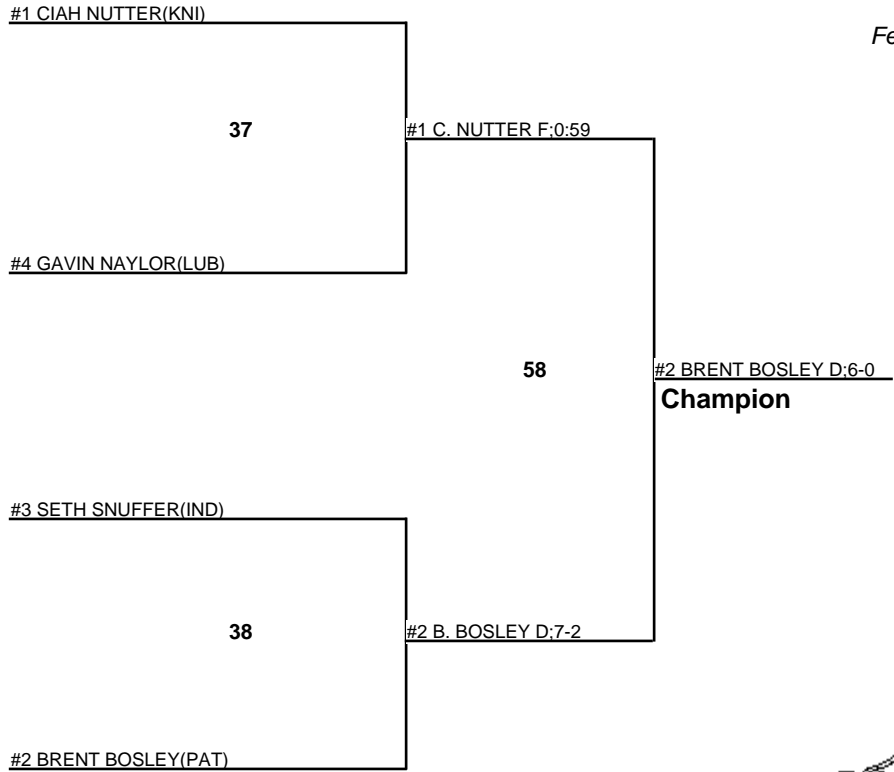 #1 CIAH NUTTER(KNI)
Fe
37
#1 C. NUTTER F;0:59
#4 GAVIN NAYLOR(LUB)
58
#2 BRENT BOSLEY D;6-0
Champion
#3 SETH SNUFFER(IND)
38
#2 B. BOSLEY D;7-2
#2 BRENT BOSLEY(PAT)